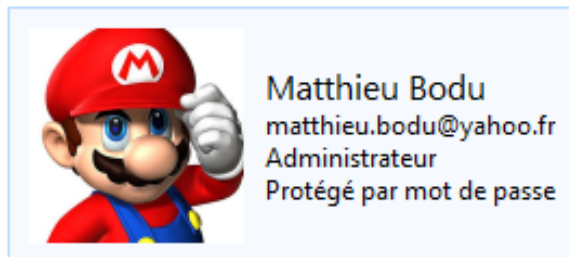 M
Matthieu Bodu
matthieu.bodu@yahoo.fr
Administrateur
Protégé par mot de passe